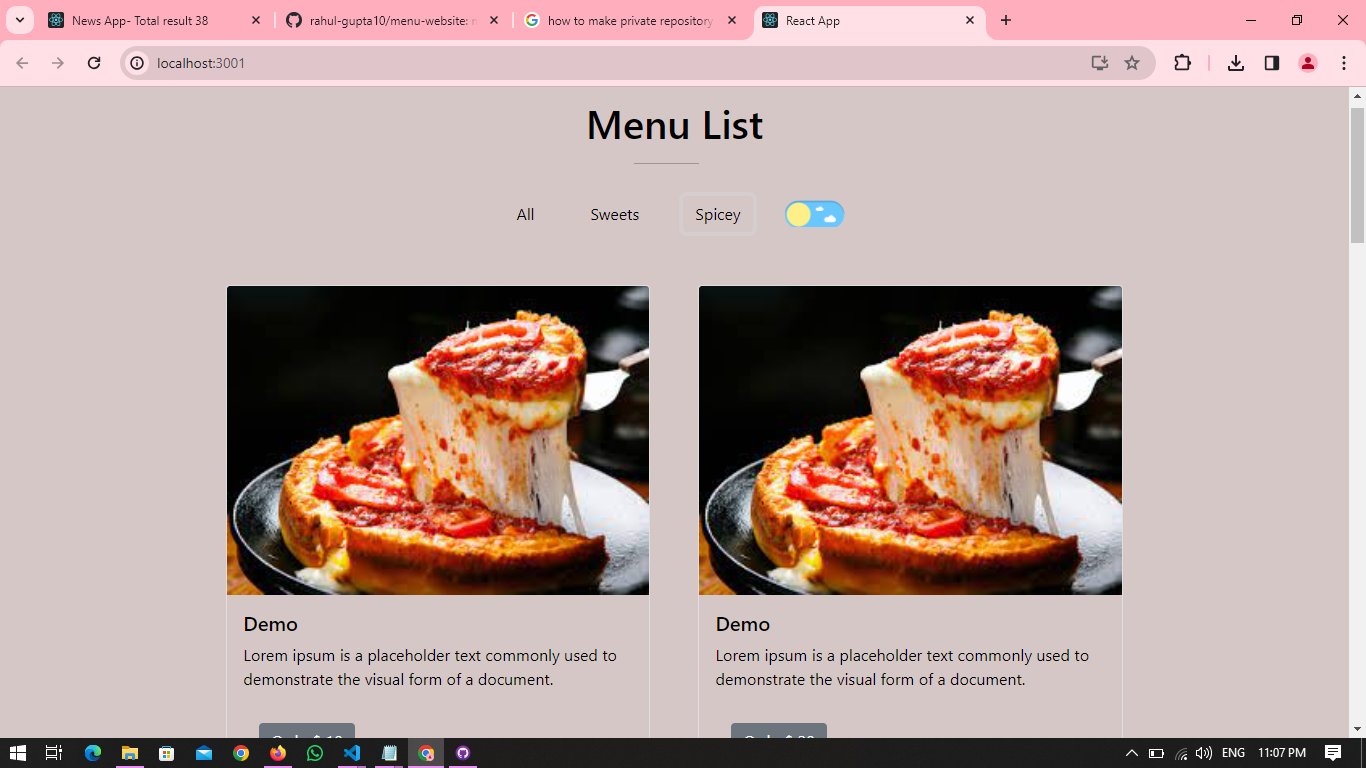 News App- Total result 38
rahul-gupta10/menu-website:
how to make private repository
React App
localhost:3001
Menu List
All
Sweets
Spicey
Demo
Lorem ipsum is a placeholder text commonly used to
demonstrate the visual form of a document.
Demo
Lorem ipsum is a placeholder text commonly used to
demonstrate the visual form of a document.
ENG
11:07 PM